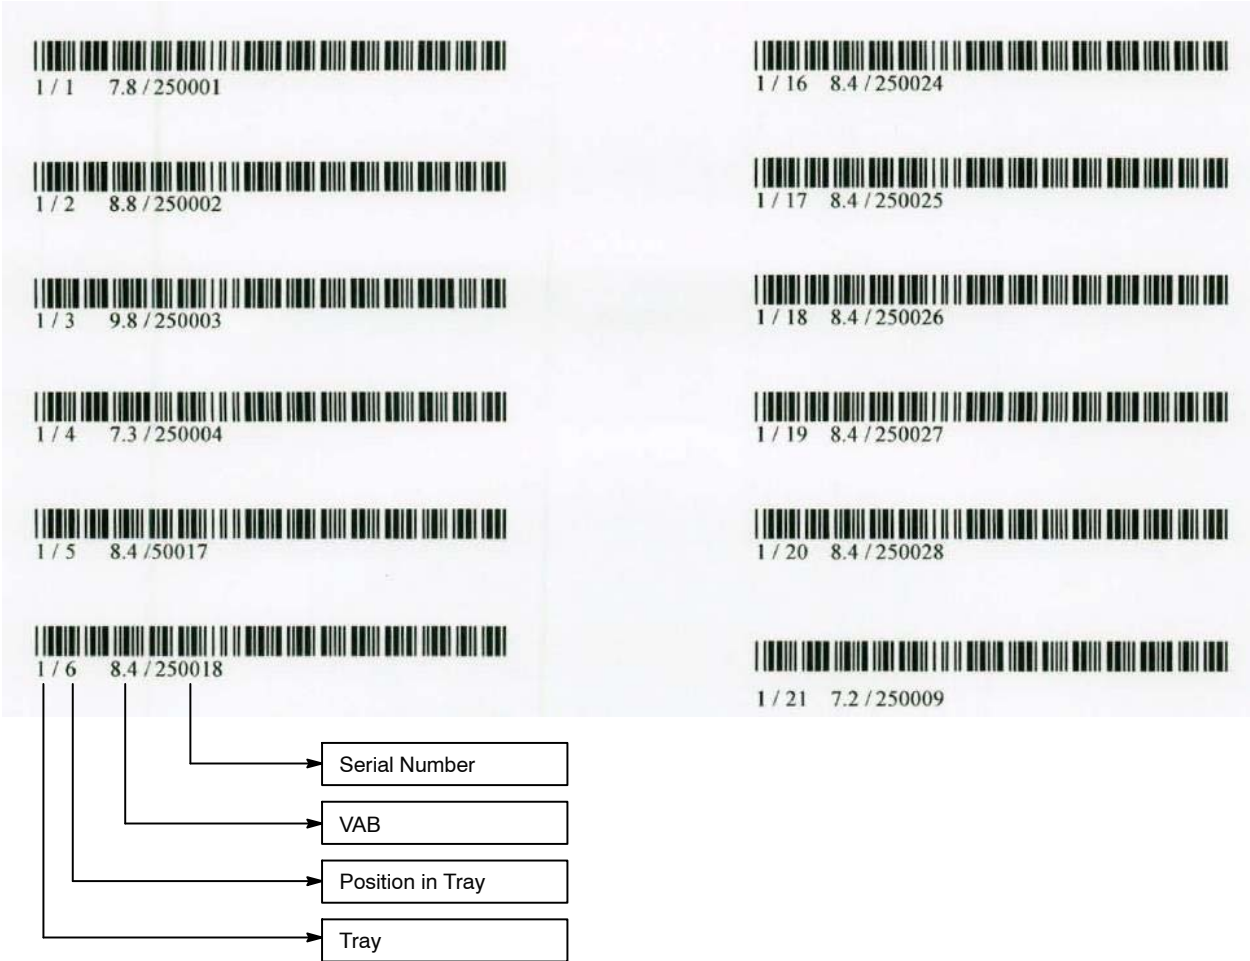 1 / 1 7.8 / 250001
1 / 2 8.8 / 250002
1 / 3 9.8 / 250003
1 / 4 7.3 / 250004
1 / 5 8.4 /50017
1 / 6 8.4 / 250018
1 / 16 8.4 / 250024
1 / 17 8.4 / 250025
1 / 18 8.4 / 250026
1 / 19 8.4 / 250027
1 / 20 8.4 / 250028
1 / 21 7.2 / 250009
Serial Number
VAB
Position in Tray
Tray